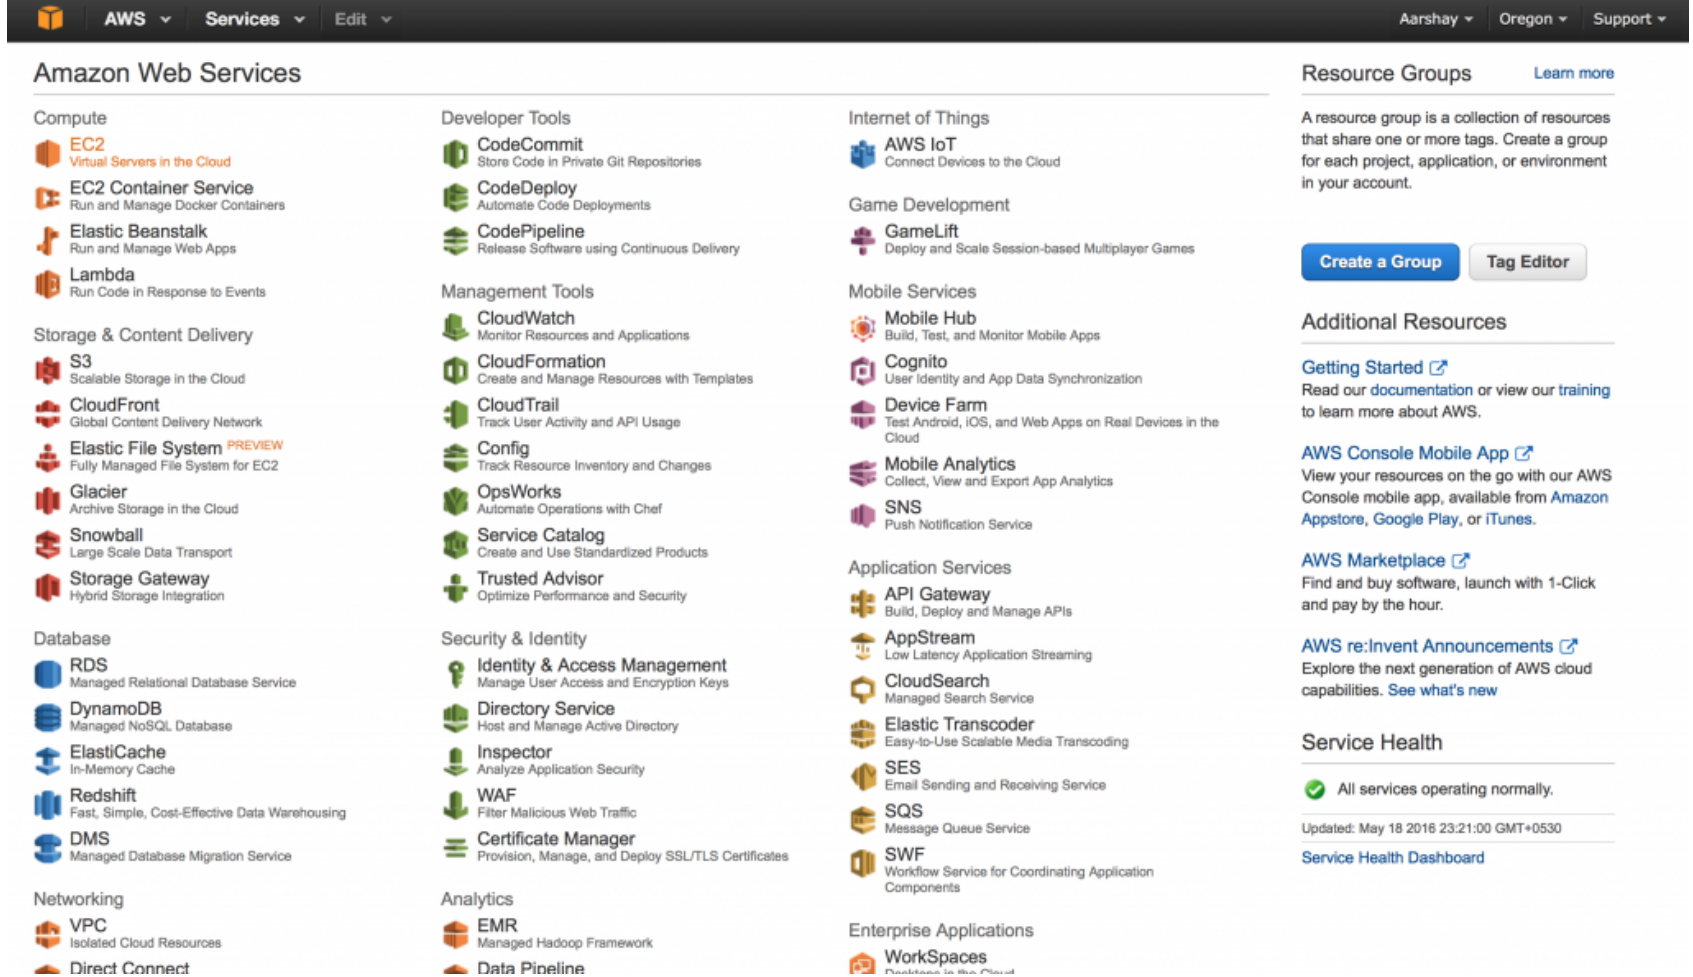 AWS Services Edit Aarshay Oregon Support
Amazon Web Services
Compute
EC2
Virtual Servers in the Cloud
EC2 Container Service
Run and Manage Docker Containers
Elastic Beanstalk
Run and Manage Web Apps
Lambda
Run Code in Response to Events
Storage & Content Delivery
S3
Scalable Storage in the Cloud
CloudFront
Global Content Delivery Network
Elastic File System PREVIEW
Fully Managed File System for EC2
Glacier
Archive Storage in the Cloud
Snowball
Large Scale Data Transport
Storage Gateway
Hybrid Storage Integration
Database
RDS
Managed Relational Database Service
DynamoDB
Managed NoSQL Database
ElastiCache
In-Memory Cache
Redshift
Fast, Simple, Cost-Effective Data Warehousing
DMS
Managed Database Migration Service
Networking
VPC
Isolated Cloud Resources
Direct Connect
Developer Tools
CodeCommit
Store Code in Private Git Repositories
CodeDeploy
Automate Code Deployments
CodePipeline
Release Software using Continuous Delivery
Management Tools
CloudWatch
Monitor Resources and Applications
CloudFormation
Create and Manage Resources with Templates
CloudTrail
Track User Activity and API Usage
Config
Track Resource Inventory and Changes
OpsWorks
Automate Operations with Chef
Service Catalog
Create and Use Standardized Products
Trusted Advisor
Optimize Performance and Security
Security & Identity
Identity & Access Management
Manage User Access and Encryption Keys
Directory Service
Host and Manage Active Directory
Inspector
Analyze Application Security
WAF
Filter Malicious Web Traffic
Certificate Manager
Provision, Manage, and Deploy SSL/TLS Certificates
Analytics
EMR
Managed Hadoop Framework
Data Pipeline
Internet of Things
AWS IoT
Connect Devices to the Cloud
Game Development
GameLift
Deploy and Scale Session-based Multiplayer Games
Mobile Services
Mobile Hub
Build, Test, and Monitor Mobile Apps
Cognito
User Identity and App Data Synchronization
Device Farm
Test Android, iOS, and Web Apps on Real Devices in the
Cloud
Mobile Analytics
Collect, View and Export App Analytics
SNS
Push Notification Service
Application Services
API Gateway
Build, Deploy and Manage APIs
AppStream
Low Latency Application Streaming
CloudSearch
Managed Search Service
Elastic Transcoder
Easy-to-Use Scalable Media Transcoding
SES
Email Sending and Receiving Service
SQS
Message Queue Service
SWF
Workflow Service for Coordinating Application
Components
Enterprise Applications
WorkSpaces
Desktops in the Cloud
Resource Groups Learn more
A resource group is a collection of resources
that share one or more tags. Create a group
for each project, application, or environment
in your account.
Create a Group Tag Editor
Additional Resources
Getting Started
Read our documentation or view our training
to learn more about AWS.
AWS Console Mobile App
View your resources on the go with our AWS
Console mobile app, available from Amazon
Appstore, Google Play, or iTunes.
AWS Marketplace
Find and buy software, launch with 1-Click
and pay by the hour.
AWS re:Invent Announcements
Explore the next generation of AWS cloud
capabilities. See what's new
Service Health
All services operating normally.
Updated: May 18 2016 23:21:00 GMT+0530
Service Health Dashboard